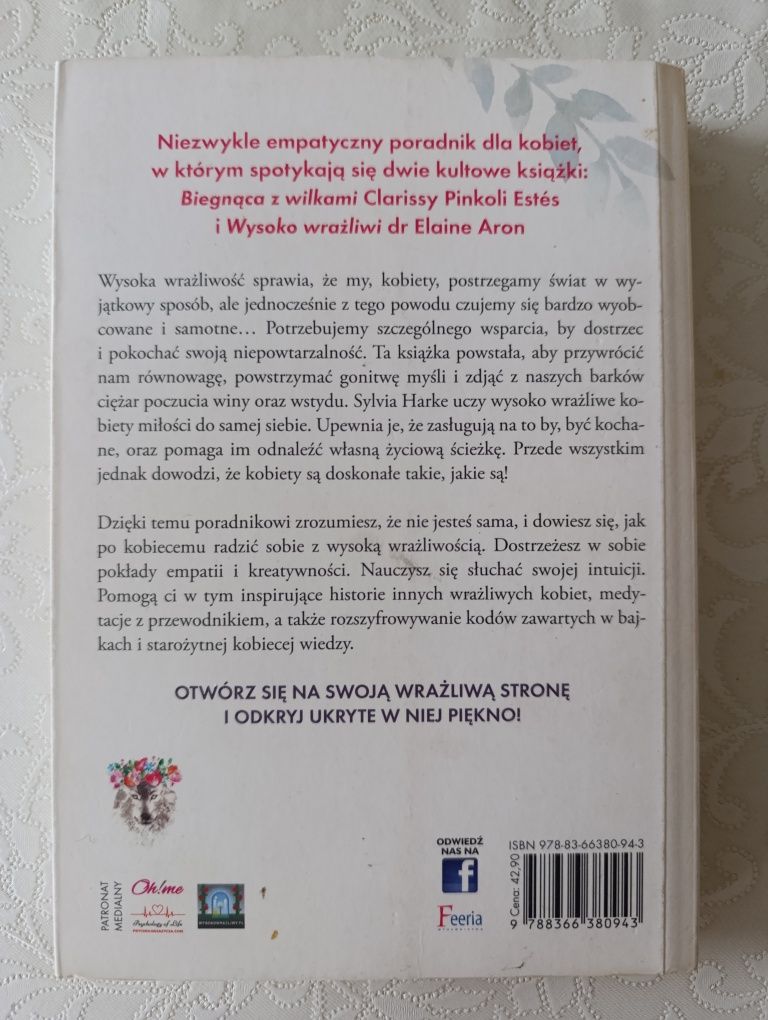 Niezwykle empatyczny poradnik dla kobiet,
w którym spotykają się dwie kultowe książki:
Biegnąca z wilkami Clarissy Pinkoli Estés
i Wysoko wrażliwi dr Elaine Aron
Wysoka wrażliwość sprawia, że my, kobiety, postrzegamy świat w wy-
jątkowy sposób, ale jednocześnie z tego powodu czujemy się bardzo wyob-
cowane i samotne... Potrzebujemy szczególnego wsparcia, by dostrzec
i pokochać swoją niepowtarzalność. Ta książka powstała, aby przywrócić
nam równowagę, powstrzymać gonitwę myśli i zdjąć z naszych barków
ciężar poczucia winy oraz wstydu. Sylvia Harke uczy wysoko wrażliwe ko-
biety miłości do samej siebie. Upewnia je, że zasługują na to by, być kocha-
ne, oraz pomaga im odnaleźć własną życiową ścieżkę. Przede wszystkim
jednak dowodzi, że kobiety są doskonałe takie, jakie są!
Dzięki temu poradnikowi zrozumiesz, że nie jesteś sama, i dowiesz się, jak
po kobiecemu radzić sobie z wysoką wrażliwością. Dostrzeżesz w sobie
pokłady empatii i kreatywności. Nauczysz się słuchać swojej intuicji.
Pomogą ci w tym inspirujące historie innych wrażliwych kobiet, medy-
tacje z przewodnikiem, a także rozszyfrowywanie kodów zawartych w baj-
kach i starożytnej kobiecej wiedzy.
OTWÓRZ SIĘ NA SWOJĄ WRAŻLIWĄ STRONĘ
I ODKRYJ UKRYTE W NIEJ PIĘKNO!
PATRONAT
MEDIALNY
Oh!me
Psychology of Life
PSYCHOLOGIAZYCIA.COM
WYSOKOWRAZLIWI.PL
ODWIEDŹ
NAS NA
f
Feeria
WYDAWNICTWO
ISBN 978-83-66380-94-3
Cena: 42,90
9 788366 380943